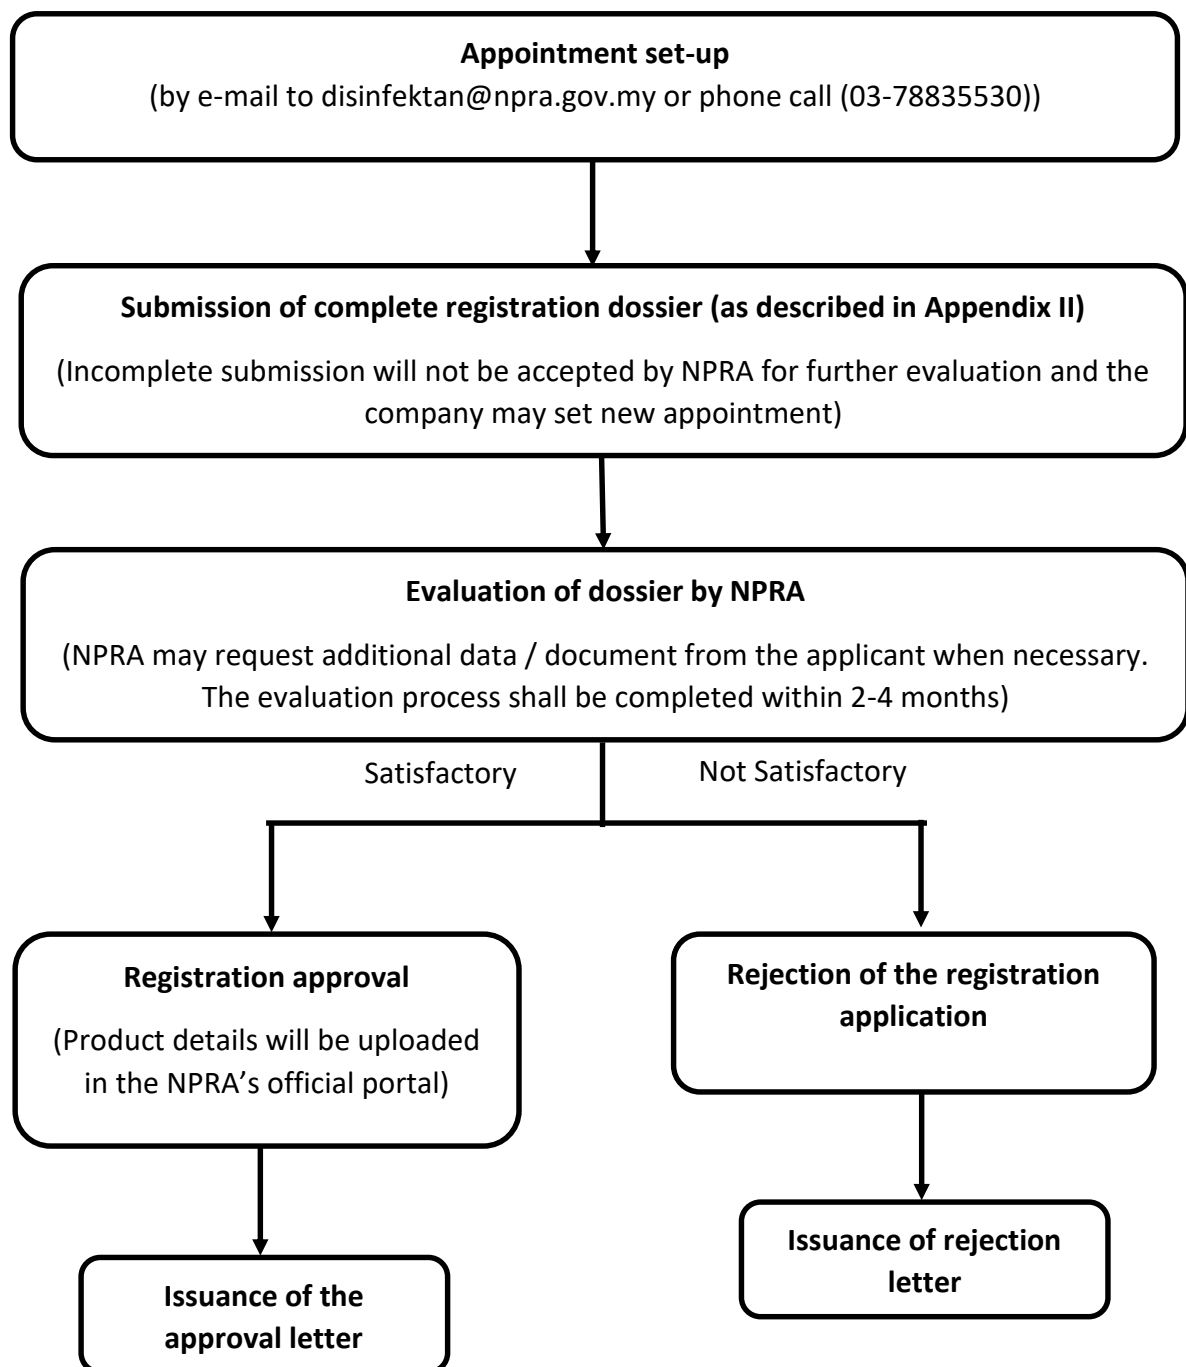 Appointment set-up
(by e-mail to disinfektan@npra.gov.my or phone call (03-78835530))
Submission of complete registration dossier (as described in Appendix II)
(Incomplete submission will not be accepted by NPRA for further evaluation and the
company may set new appointment)
Evaluation of dossier by NPRA
(NPRA may request additional data / document from the applicant when necessary.
The evaluation process shall be completed within 2-4 months)
Satisfactory
Not Satisfactory
Registration approval
(Product details will be uploaded
in the NPRA’s official portal)
Rejection of the registration
application
Issuance of the
approval letter
Issuance of rejection
letter